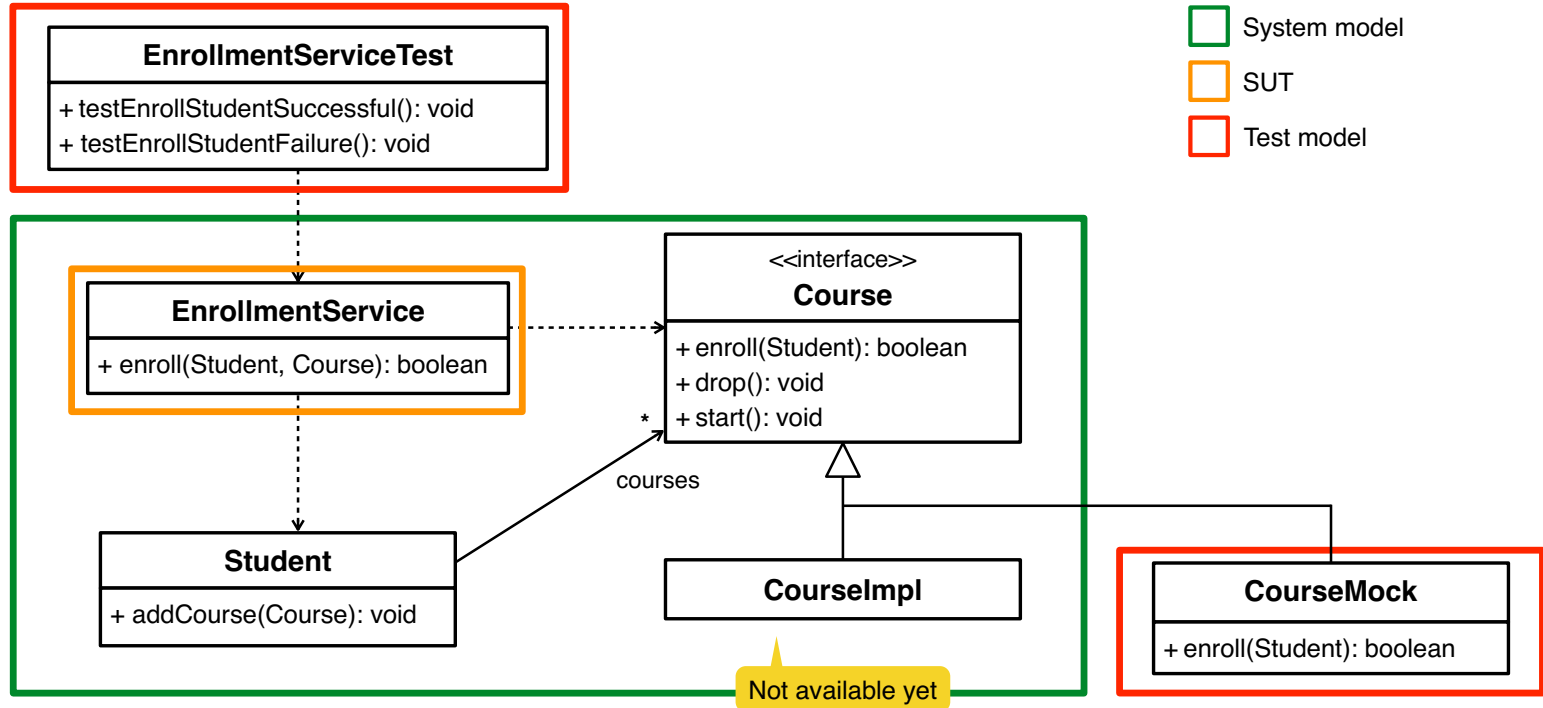 EnrollmentServiceTest
+ testEnrollStudentSuccessful(): void
+ testEnrollStudentFailure(): void
System model
SUT
Test model
<<interface>>
Course
+ enroll(Student): boolean
+ drop(): void
+ start(): void
EnrollmentService
+ enroll(Student, Course): boolean
*
courses
Student
+ addCourse(Course): void
CourseImpl
Not available yet
CourseMock
+ enroll(Student): boolean